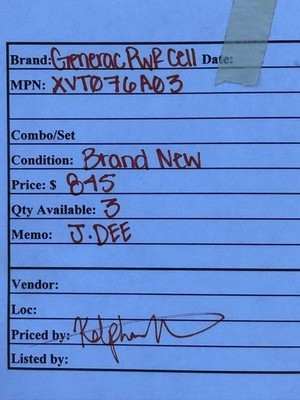 Brand: Generac PWR Cell Date:
MPN: XVT076A03
Combo/Set
Condition: Brand New
Price: $ 845
Qty Available: 3
Memo: J.DEE
Vendor:
Loc:
Priced by:
Listed by: